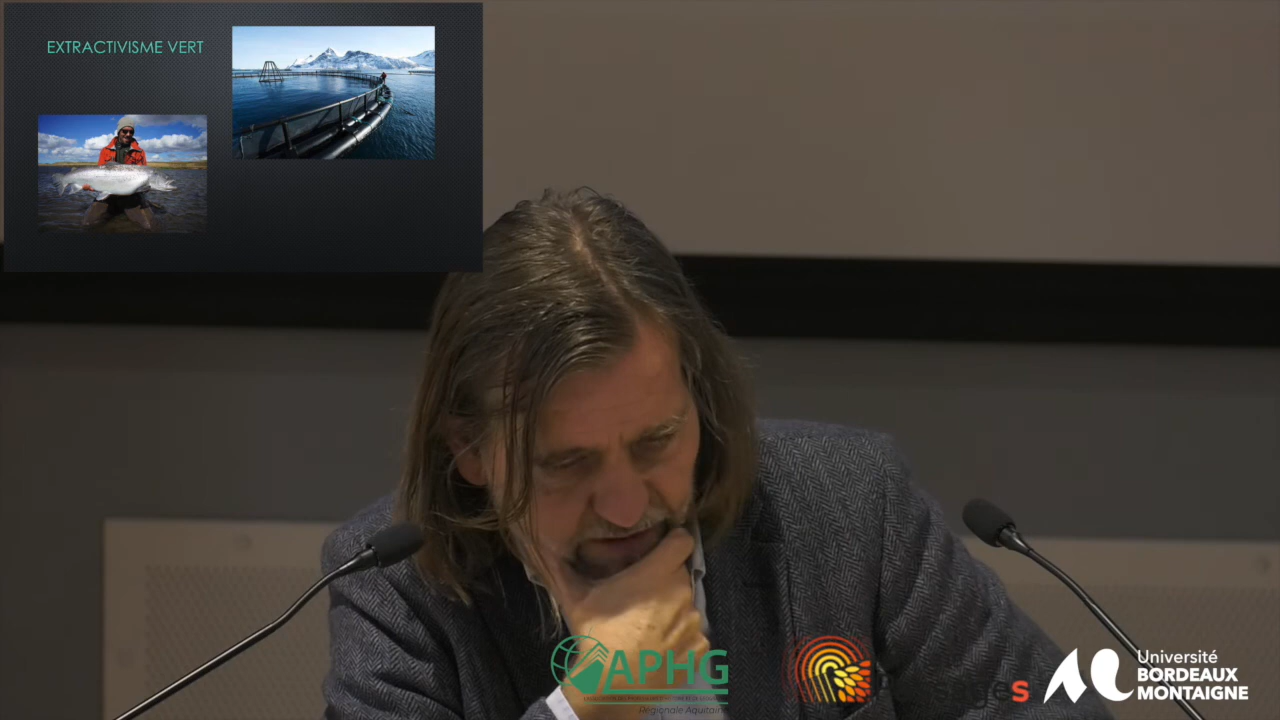 EXTRACTIVISME VERT
APHG
Régionale Aquitaine
Université
BORDEAUX
MONTAIGNE